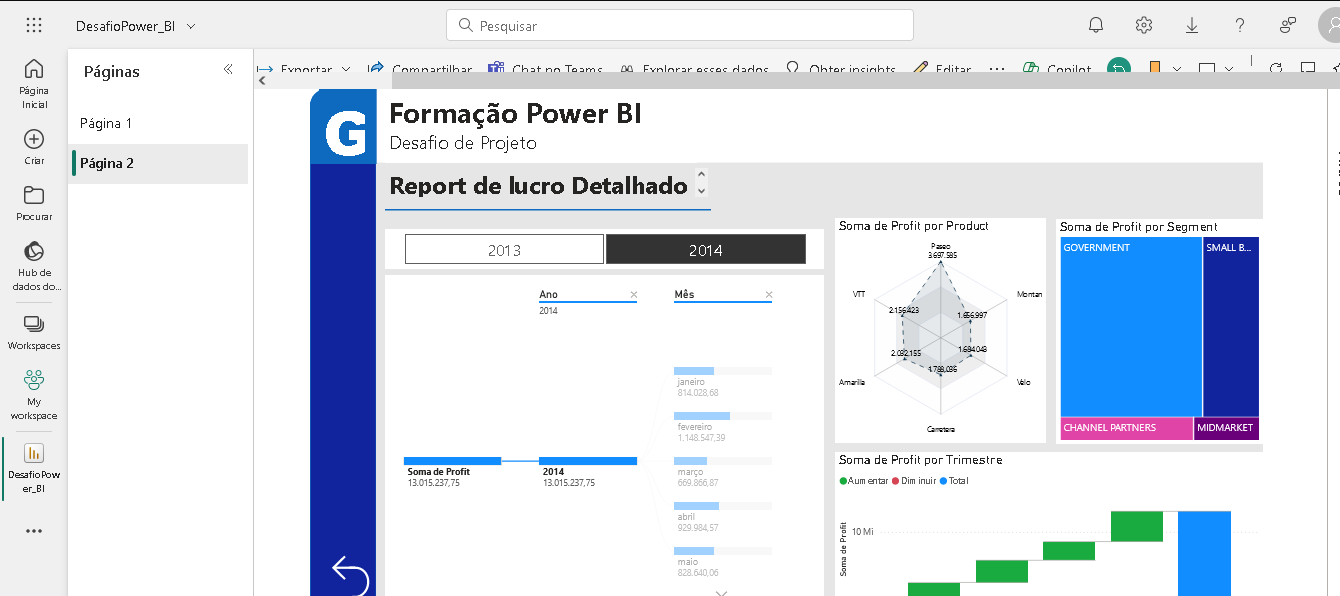 DesafioPower_BI
Pesquisar
Página
Inicial
Criar
Procurar
Hub de
dados do...
Workspaces
My
workspace
DesafioPow
er_BI
Páginas
Página 1
Página 2
Exportar
Compartilhar
Chat no Teams
Explorar esses dados
Obter insights
Editar
Copilot
G
Formação Power BI
Desafio de Projeto
Report de lucro Detalhado
2013
2014
Ano
2014
Mês
janeiro
814.028,68
fevereiro
1.148.547,39
Soma de Profit
13.015.237,75
2014
13.015.237,75
março
669.866,87
abril
929.984,57
maio
828.640,06
Soma de Profit por Product
Paseo
3.697.585
VTT
Montan
2.156.423
1.656.997
2.032.155
1.684.043
1.788.036
Amarilla
Velo
Carretera
Soma de Profit por Segment
GOVERNMENT
SMALL B...
CHANNEL PARTNERS
MIDMARKET
Soma de Profit por Trimestre
Aumentar
Diminuir
Total
Soma de Profit
10 Mi